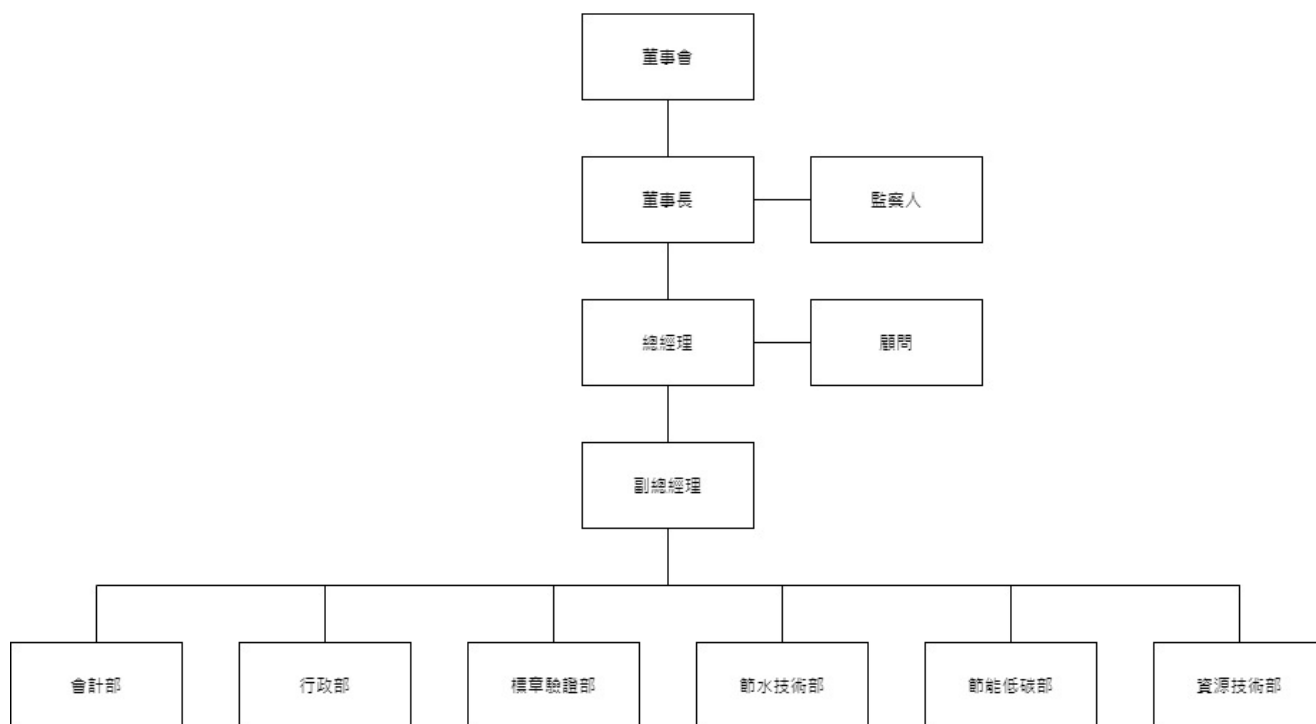 董事會
董事長
監察人
總經理
顧問
副總經理
會計部
行政部
標章驗證部
節水技術部
節能低碳部
資源技術部